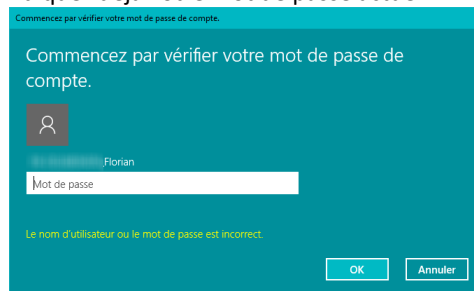 Commencez par vérifier votre mot de passe de compte.
Commencez par vérifier votre mot de passe de
compte.
Florian
Mot de passe
Le nom d'utilisateur ou le mot de passe est incorrect.
OK
Annuler